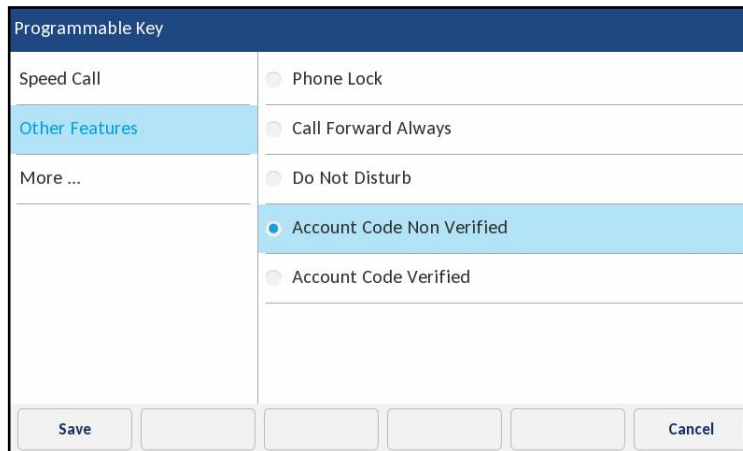 Programmable Key
Speed Call
Other Features
More ...
Phone Lock
Call Forward Always
Do Not Disturb
Account Code Non Verified
Account Code Verified
Save
Cancel